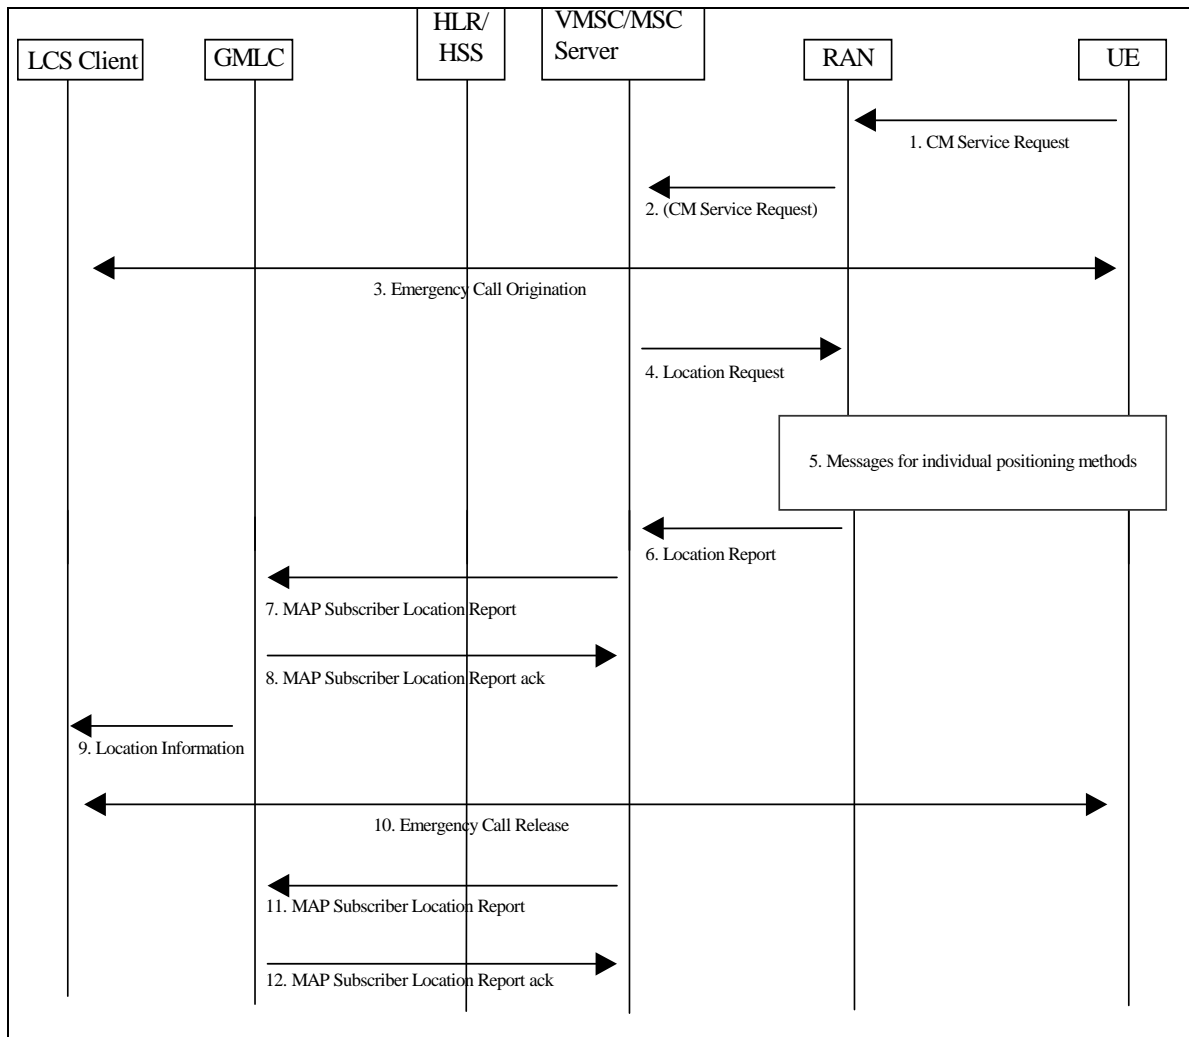 LCS Client
GMLC
HLR/
HSS
VMSC/MSC
Server
RAN
UE
1. CM Service Request
2. (CM Service Request)
3. Emergency Call Origination
4. Location Request
5. Messages for individual positioning methods
6. Location Report
7. MAP Subscriber Location Report
8. MAP Subscriber Location Report ack
9. Location Information
10. Emergency Call Release
11. MAP Subscriber Location Report
12. MAP Subscriber Location Report ack